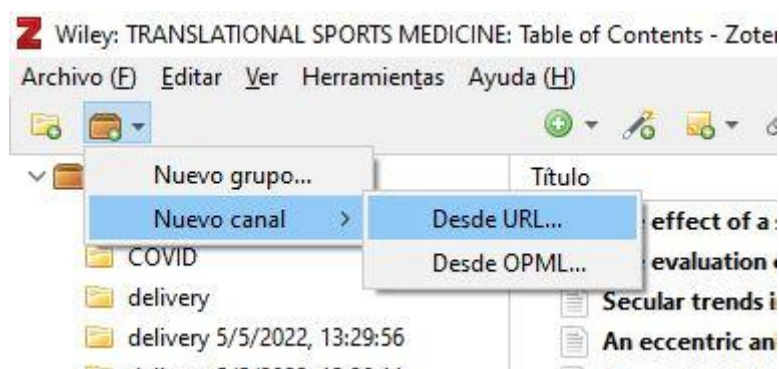 Wiley: TRANSLATIONAL SPORTS MEDICINE: Table of Contents - Zoter
Archivo (F) Editar Ver Herramientas Ayuda (H)
Nuevo grupo...
Título
Nuevo canal
Desde URL...
effect of a
COVID
Desde OPML...
evaluation
delivery
Secular trends i
delivery 5/5/2022, 13:29:56
An eccentric an